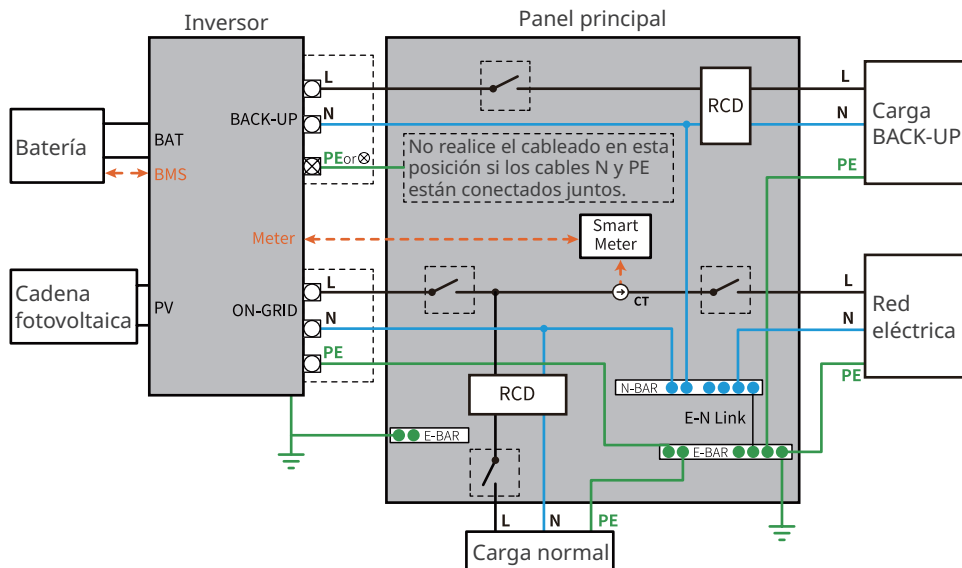 Inversor
Panel principal
L
BACK-UP
N
PEor⊗
Batería
BAT
BMS
RCD
L
N
PE
Carga
BACK-UP
No realice el cableado en esta
posición si los cables N y PE
están conectados juntos.
Meter
Smart
Meter
CT
Cadena
fotovoltaica
PV
ON-GRID
L
N
PE
L
N
PE
Red
eléctrica
RCD
N-BAR
E-N Link
E-BAR
E-BAR
L
N
PE
Carga normal